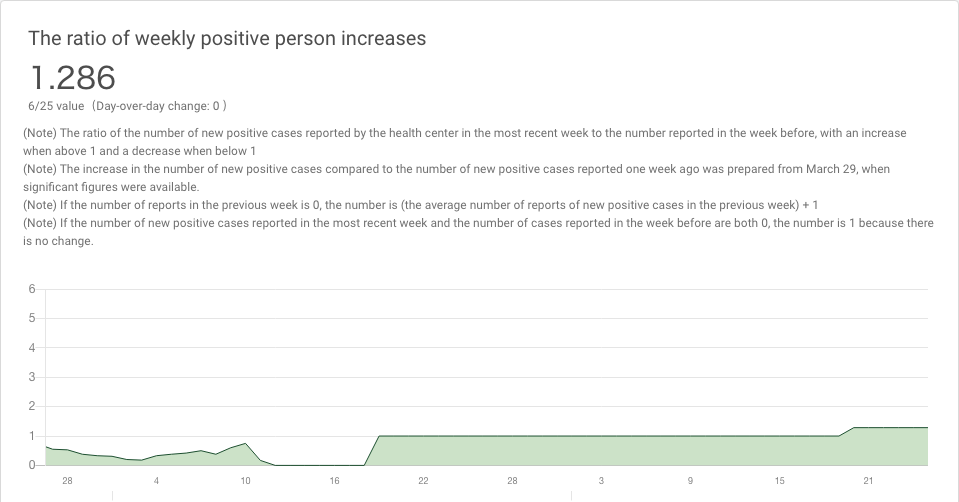 The ratio of weekly positive person increases
1.286
6/25 value（Day-over-day change: 0 ）
(Note) The ratio of the number of new positive cases reported by the health center in the most recent week to the number reported in the week before, with an increase
when above 1 and a decrease when below 1
(Note) The increase in the number of new positive cases compared to the number of new positive cases reported one week ago was prepared from March 29, when
significant figures were available.
(Note) If the number of reports in the previous week is 0, the number is (the average number of reports of new positive cases in the previous week) + 1
(Note) If the number of new positive cases reported in the most recent week and the number of cases reported in the week before are both 0, the number is 1 because there
is no change.
6
5
4
3
2
1
0
28 4 10 16 22 28 3 9 15 21